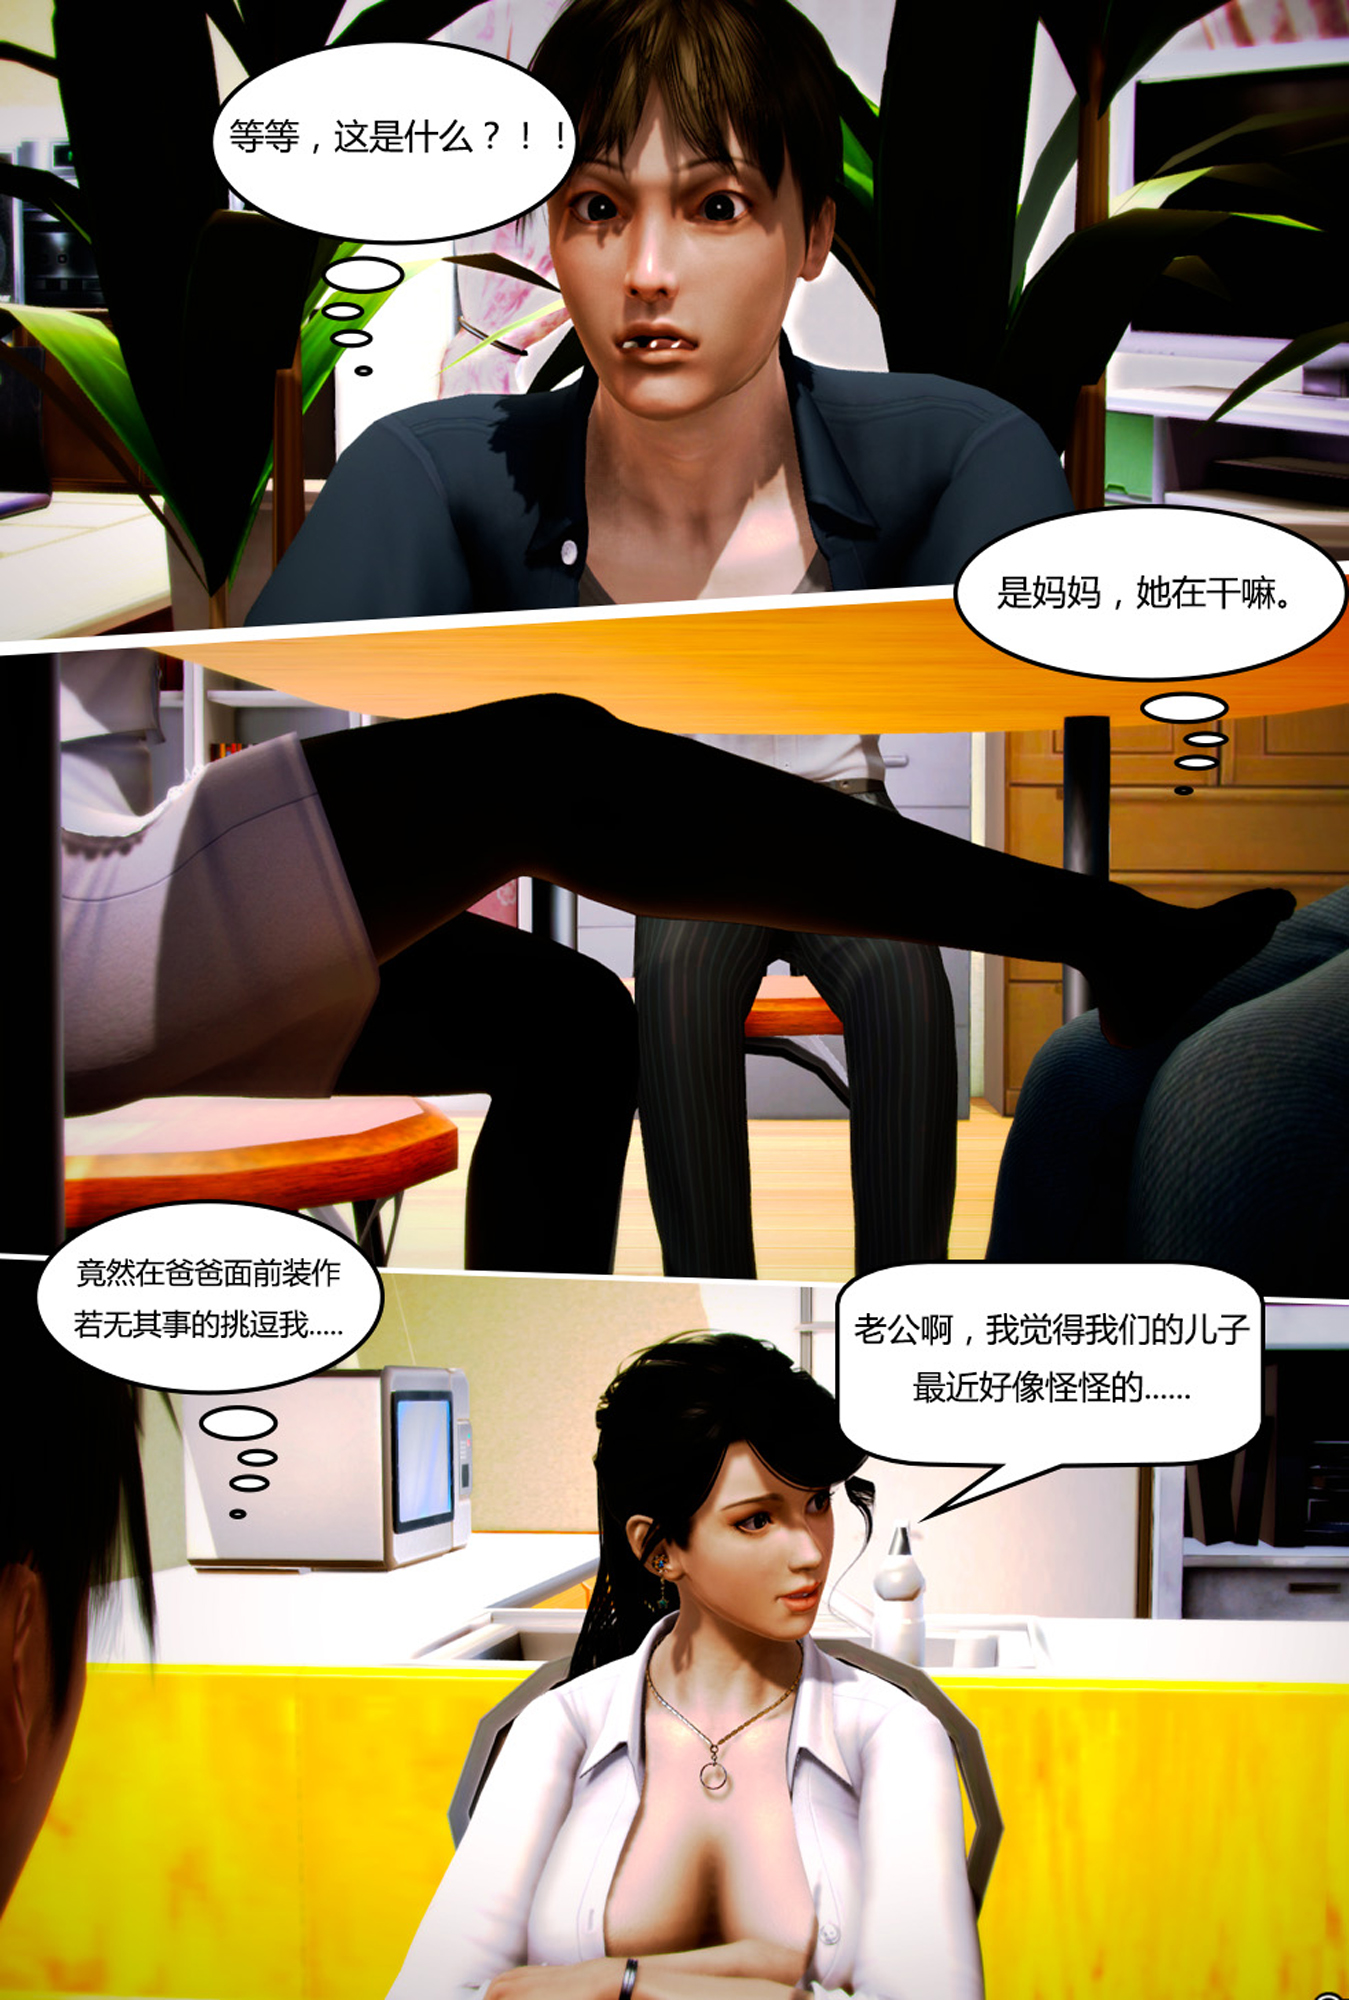 等等，这是什么？！！
是妈妈，她在干嘛。
竟然在爸爸面前装作
若无其事的挑逗我.....
老公啊，我觉得我们的儿子
最近好像怪怪的......